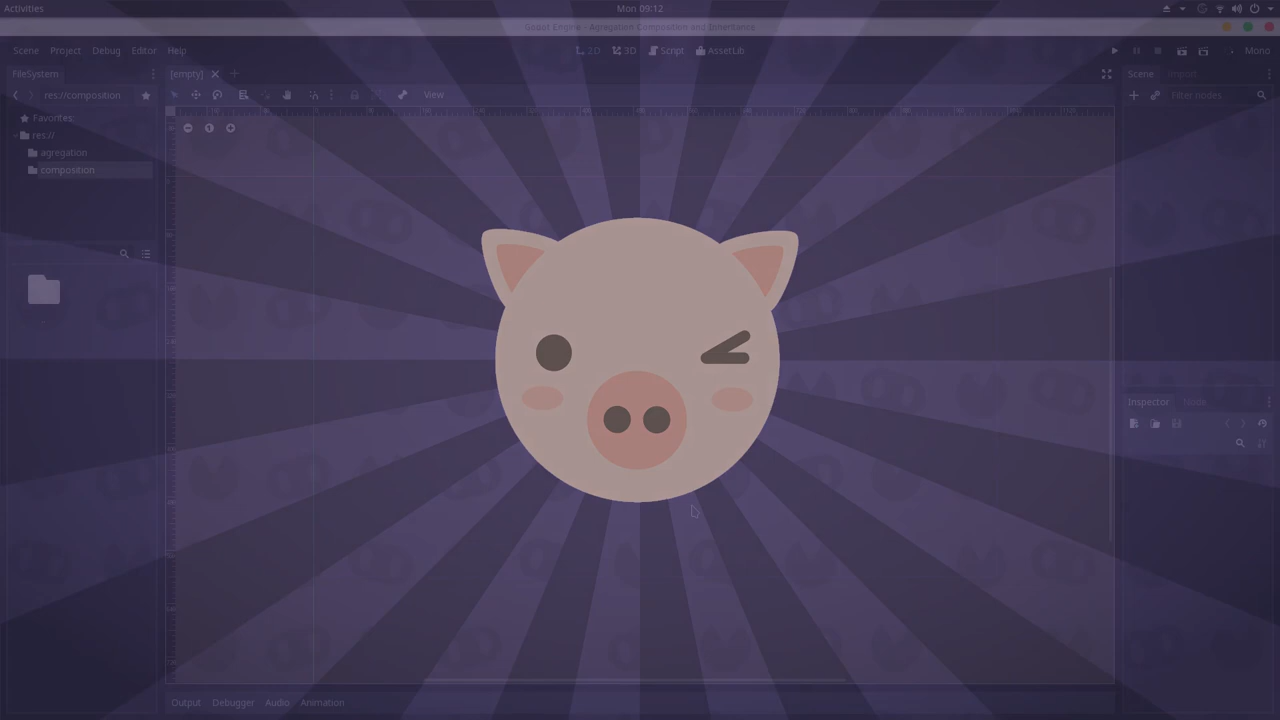 Activities
Mon 09:12
Godot Engine - Agregation Composition and Inheritance
Scene Project Debug Editor Help
2D 3D Script AssetLib
Mono
FileSystem
[empty]
Scene Import
res://composition
View
Filter nodes
Favorites:
res://
agregation
composition
Inspector Node
Output Debugger Audio Animation